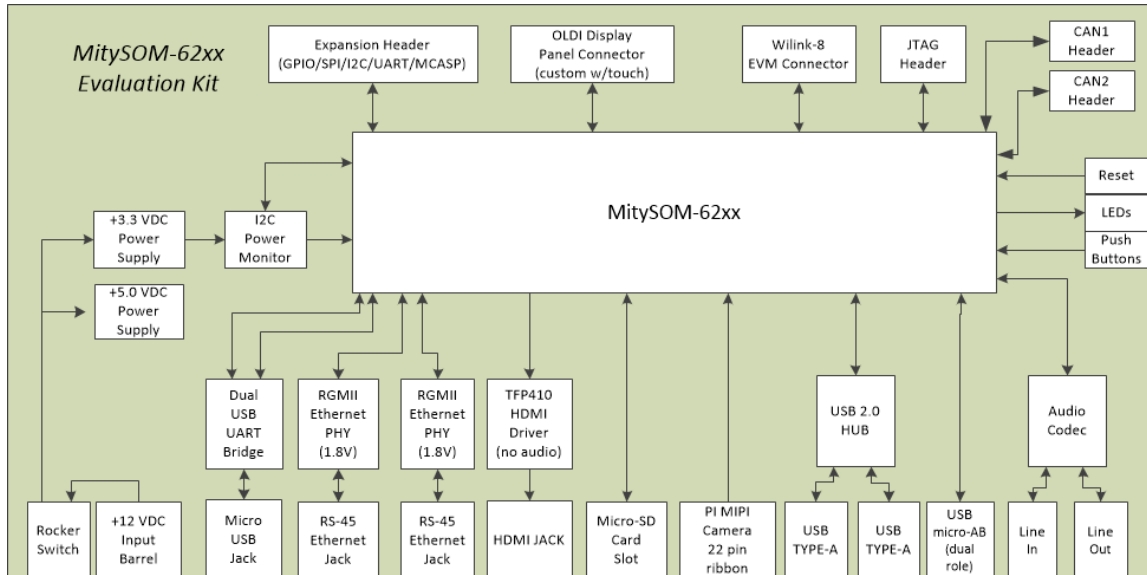 MitySOM-62xx
Evaluation Kit
Expansion Header
(GPIO/SPI/I2C/UART/MCASP)
OLDI Display
Panel Connector
(custom w/touch)
Wilink-8
EVM Connector
JTAG
Header
CAN1
Header
CAN2
Header
MitySOM-62xx
Reset
LEDs
Push
Buttons
+3.3 VDC
Power
Supply
I2C
Power
Monitor
+5.0 VDC
Power
Supply
Dual
USB
UART
Bridge
RGMII
Ethernet
PHY
(1.8V)
RGMII
Ethernet
PHY
(1.8V)
TFP410
HDMI
Driver
(no audio)
USB 2.0
HUB
Audio
Codec
Rocker
Switch
+12 VDC
Input
Barrel
Micro
USB
Jack
RS-45
Ethernet
Jack
RS-45
Ethernet
Jack
HDMI JACK
Micro-SD
Card
Slot
PI MIPI
Camera
22 pin
ribbon
USB
TYPE-A
USB
TYPE-A
USB
micro-AB
(dual
role)
Line
In
Line
Out